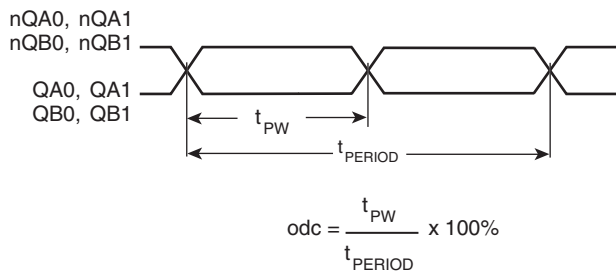 nQA0, nQA1
nQB0, nQB1
QA0, QA1
QB0, QB1
tPW
tPERIOD
odc = tPW / tPERIOD x 100%